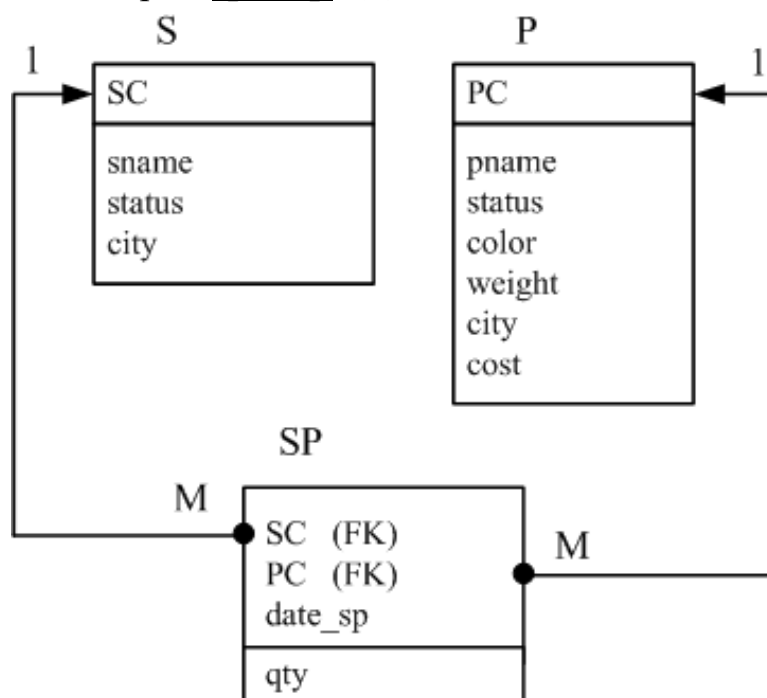 S
1
SC
sname
status
city
P
1
PC
pname
status
color
weight
city
cost
SP
M
SC (FK)
PC (FK)
date_sp
M
qty